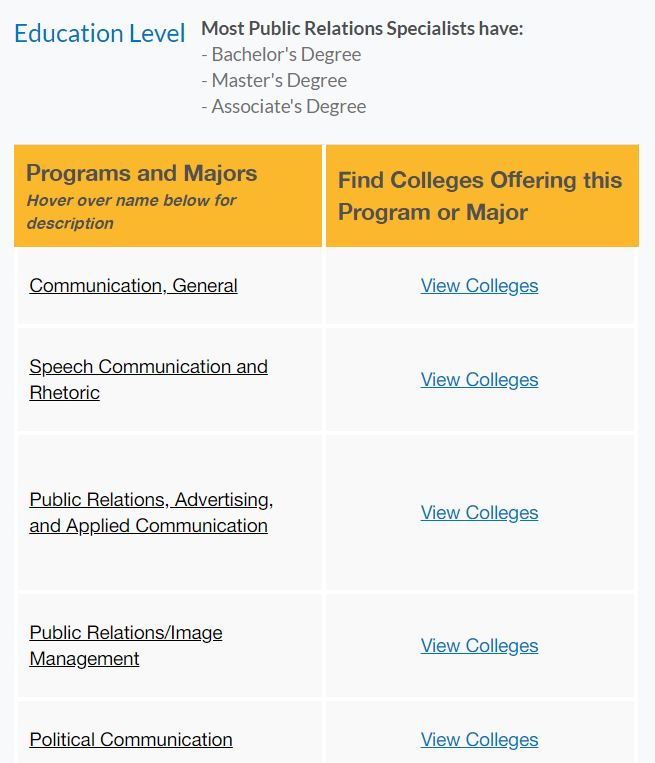 Education Level
Most Public Relations Specialists have:
- Bachelor's Degree
- Master's Degree
- Associate's Degree
Programs and Majors
Hover over name below for
description
Find Colleges Offering this
Program or Major
Communication, General
View Colleges
Speech Communication and
Rhetoric
View Colleges
Public Relations, Advertising,
and Applied Communication
View Colleges
Public Relations/Image
Management
View Colleges
Political Communication
View Colleges